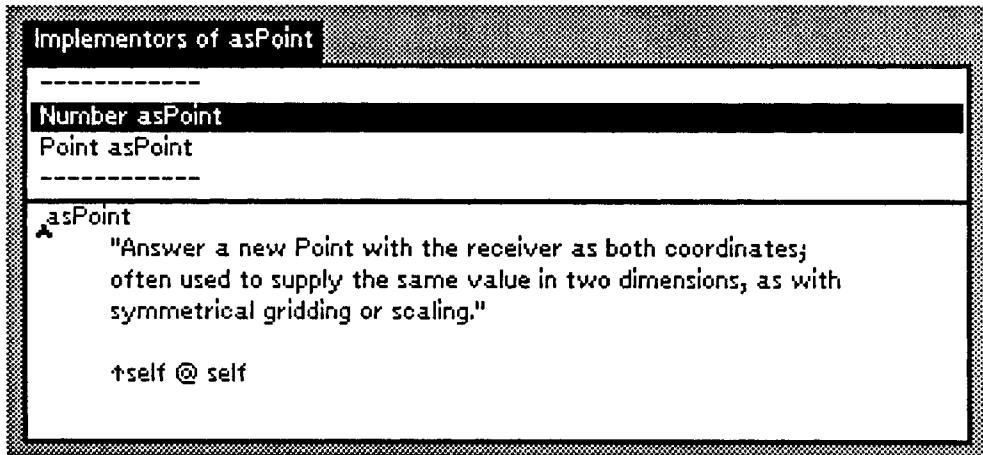 Implementors of asPoint
------------
Number asPoint
Point asPoint
------------
asPoint
"Answer a new Point with the receiver as both coordinates;
often used to supply the same value in two dimensions, as with
symmetrical gridding or scaling."
↑self @ self